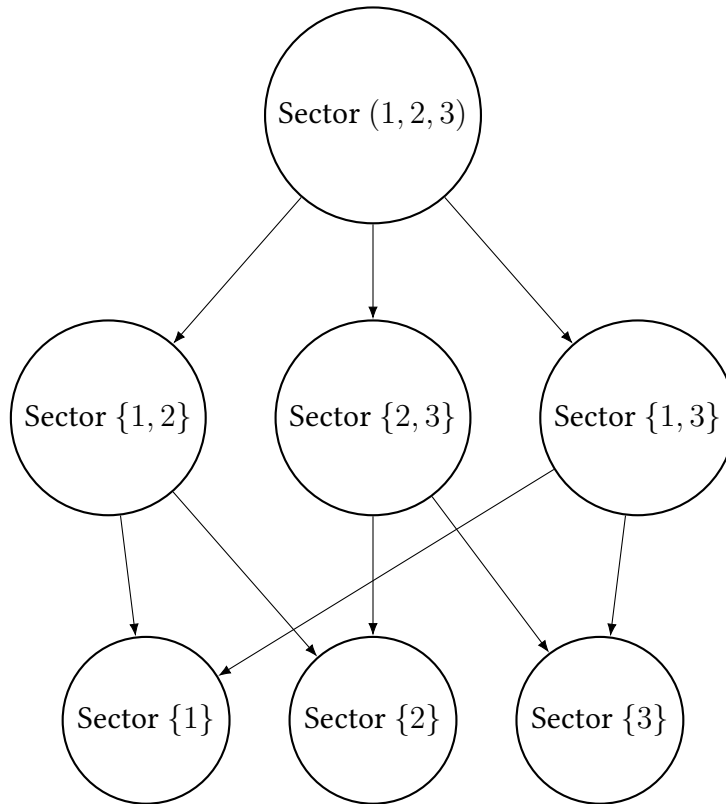 Sector (1, 2, 3)
Sector {1, 2}
Sector {2, 3}
Sector {1, 3}
Sector {1}
Sector {2}
Sector {3}